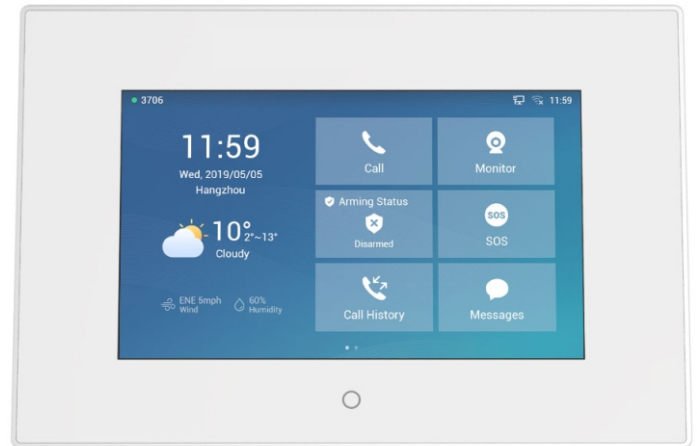 3706
11:59
11:59
Wed, 2019/05/05
Hangzhou
10°
2°~13°
Cloudy
ENE 5mph
Wind
60%
Humidity
Call
Monitor
Arming Status
Disarmed
SOS
SOS
Call History
Messages